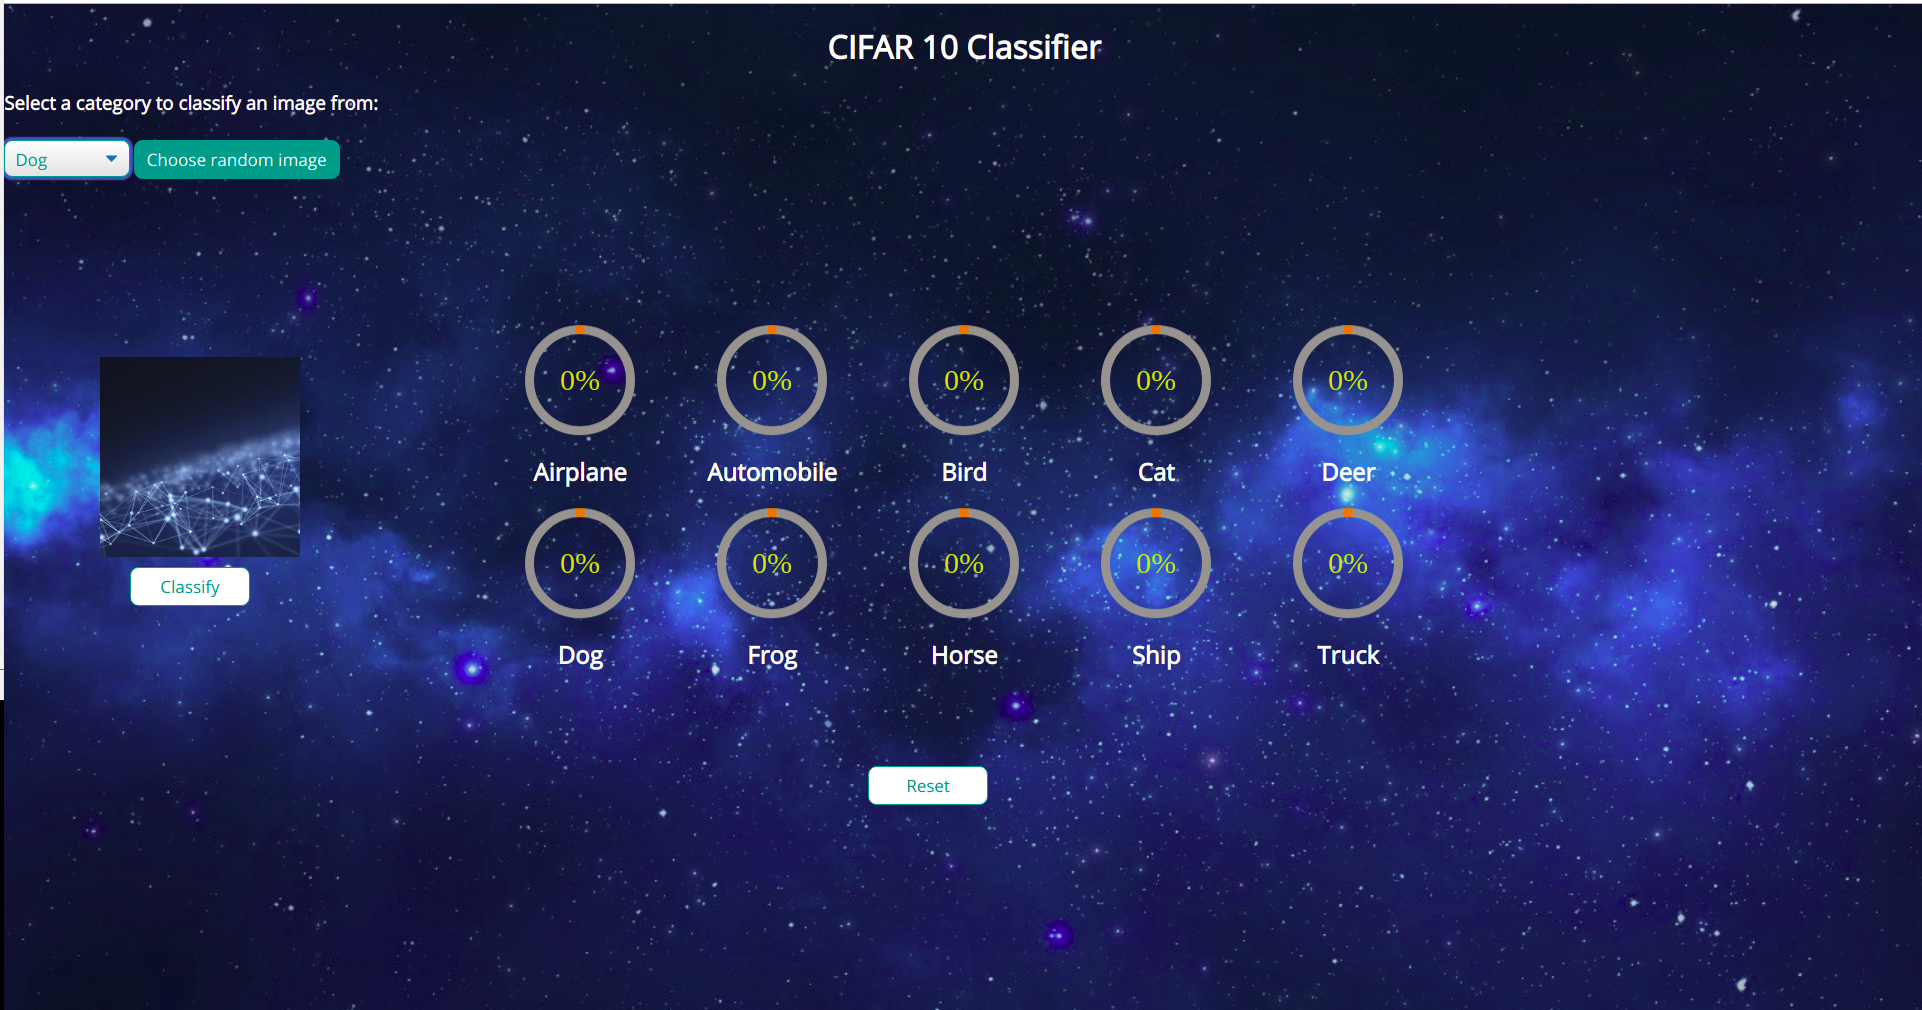 CIFAR 10 Classifier
Select a category to classify an image from:
Dog Choose random image
0% 0% 0% 0% 0%
Airplane Automobile Bird Cat Deer
Classify
0% 0% 0% 0% 0%
Dog Frog Horse Ship Truck
Reset